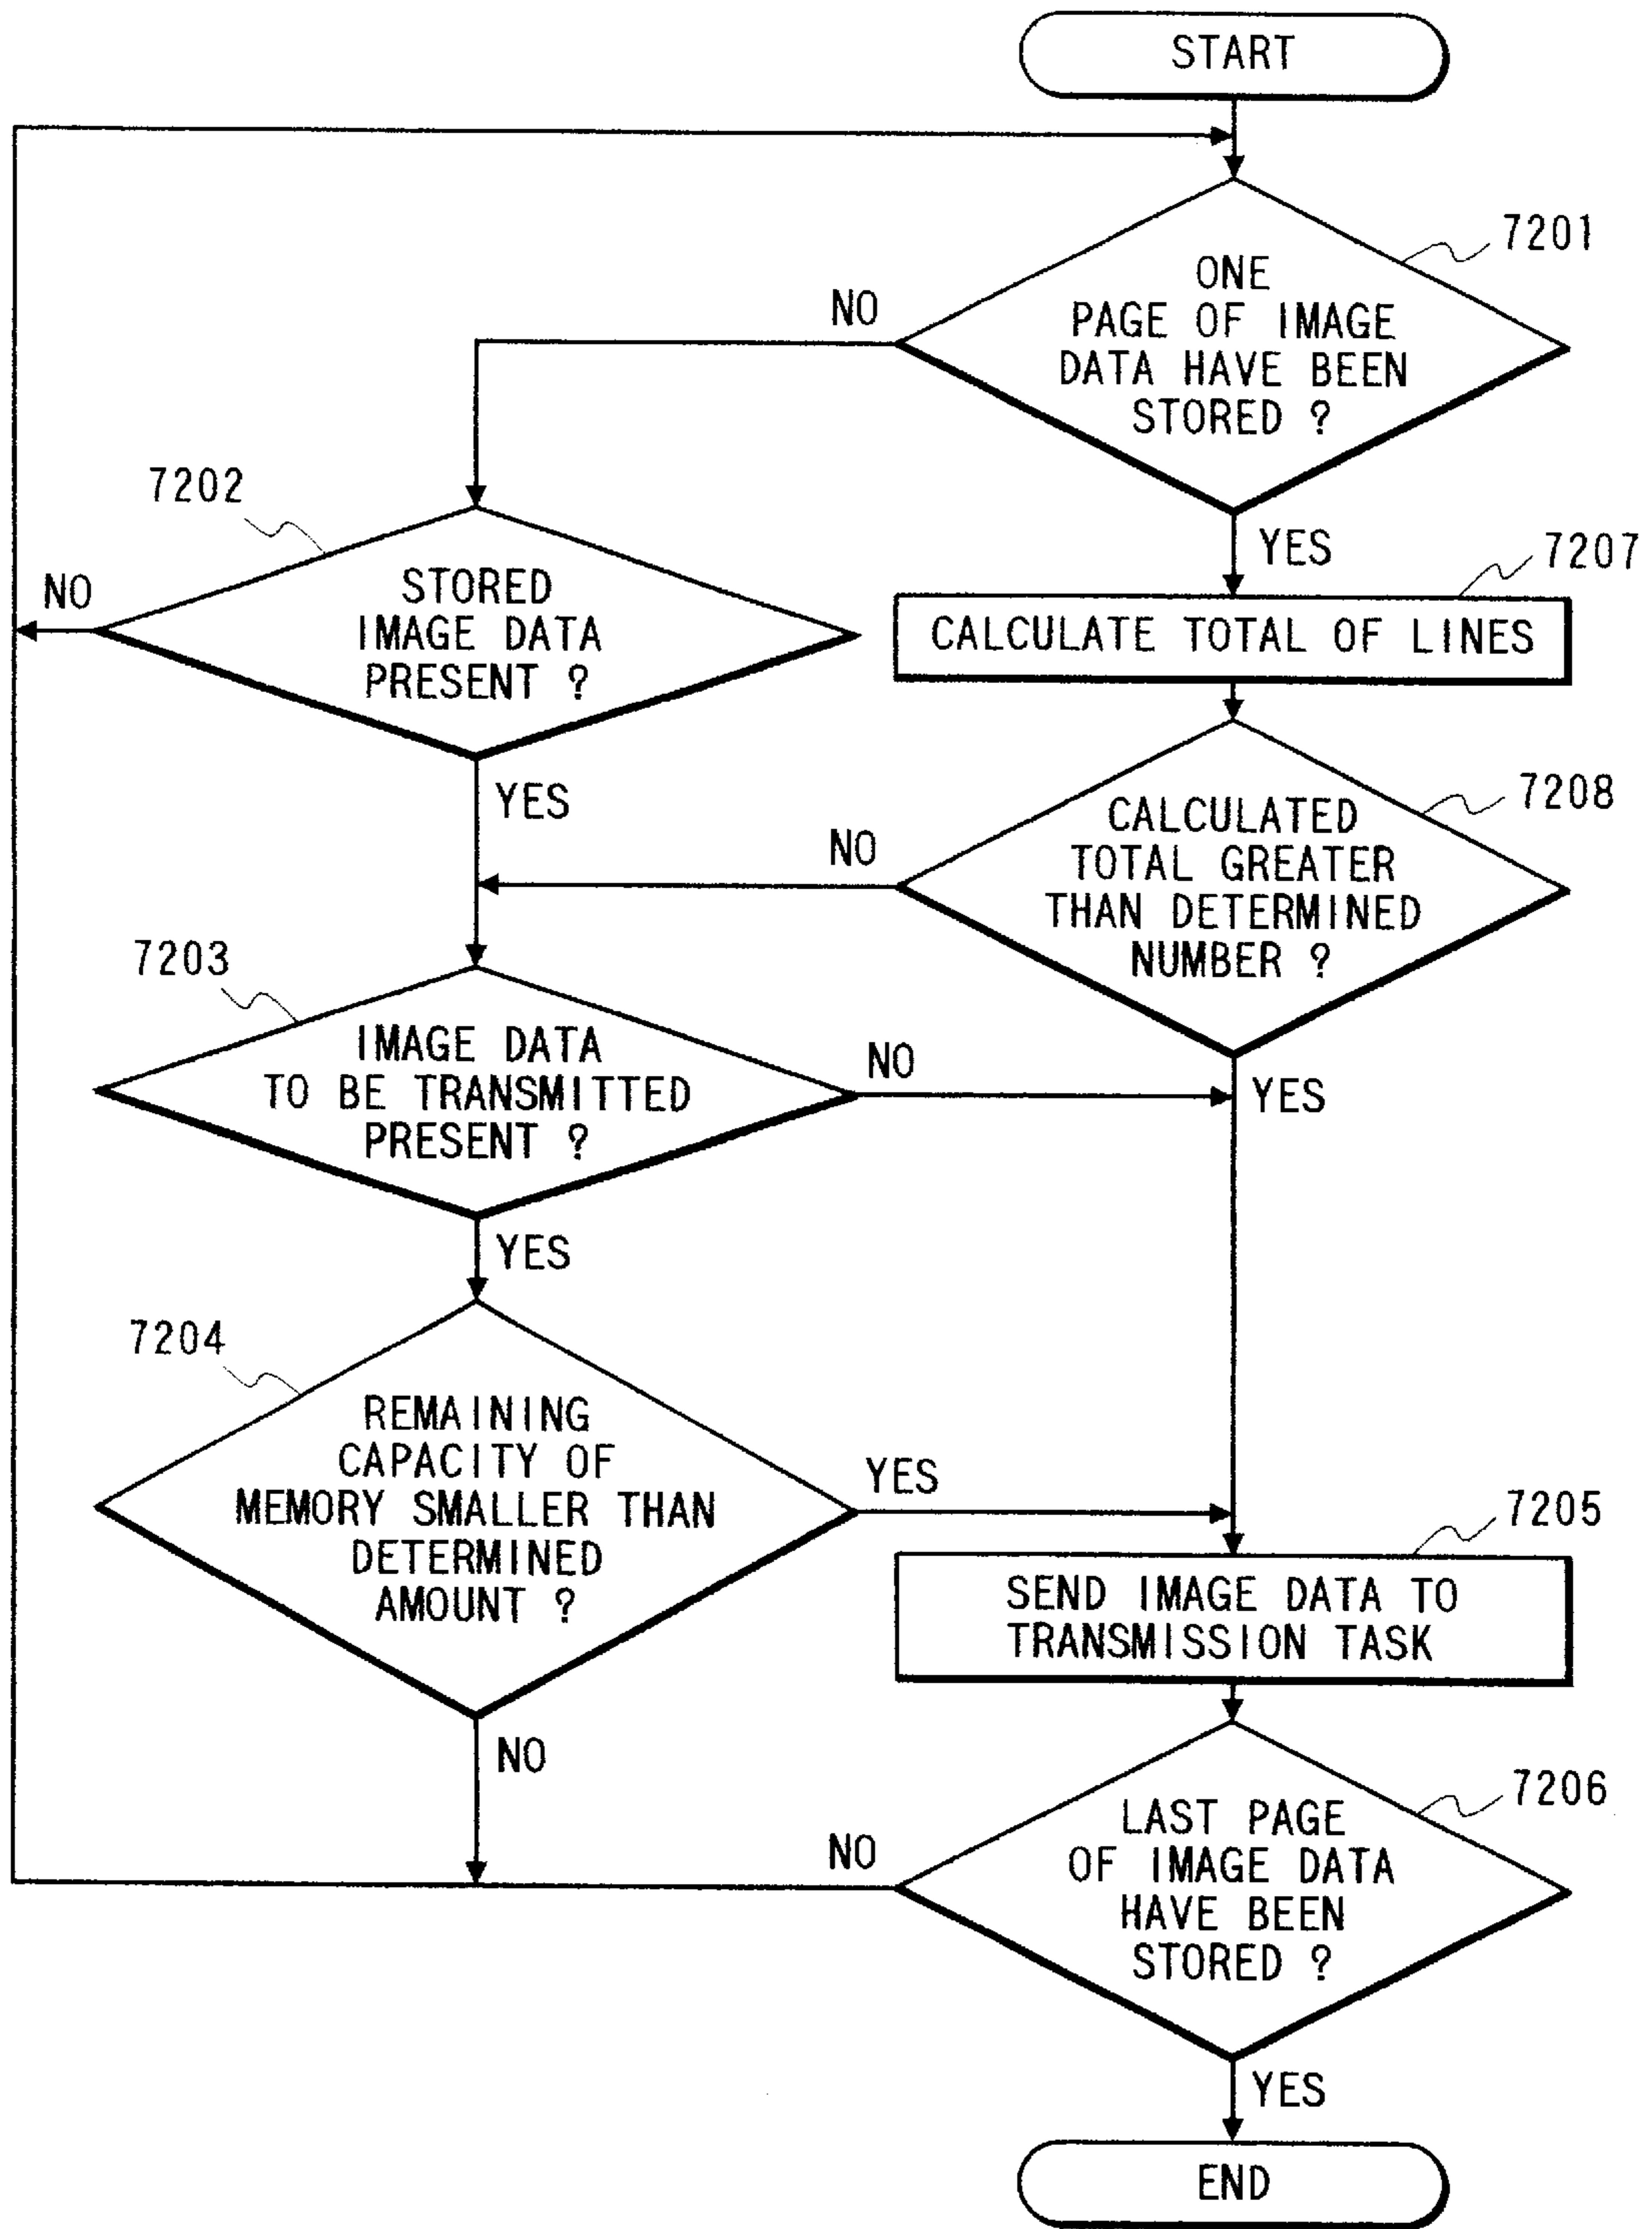 START
7201
ONE
PAGE OF IMAGE
DATA HAVE BEEN
STORED ?
NO
YES
7202
STORED
IMAGE DATA
PRESENT ?
NO
YES
7207
CALCULATE TOTAL OF LINES
7208
CALCULATED
TOTAL GREATER
THAN DETERMINED
NUMBER ?
NO
YES
7203
IMAGE DATA
TO BE TRANSMITTED
PRESENT ?
NO
YES
7204
REMAINING
CAPACITY OF
MEMORY SMALLER THAN
DETERMINED
AMOUNT ?
YES
NO
7205
SEND IMAGE DATA TO
TRANSMISSION TASK
7206
LAST PAGE
OF IMAGE DATA
HAVE BEEN
STORED ?
NO
YES
END